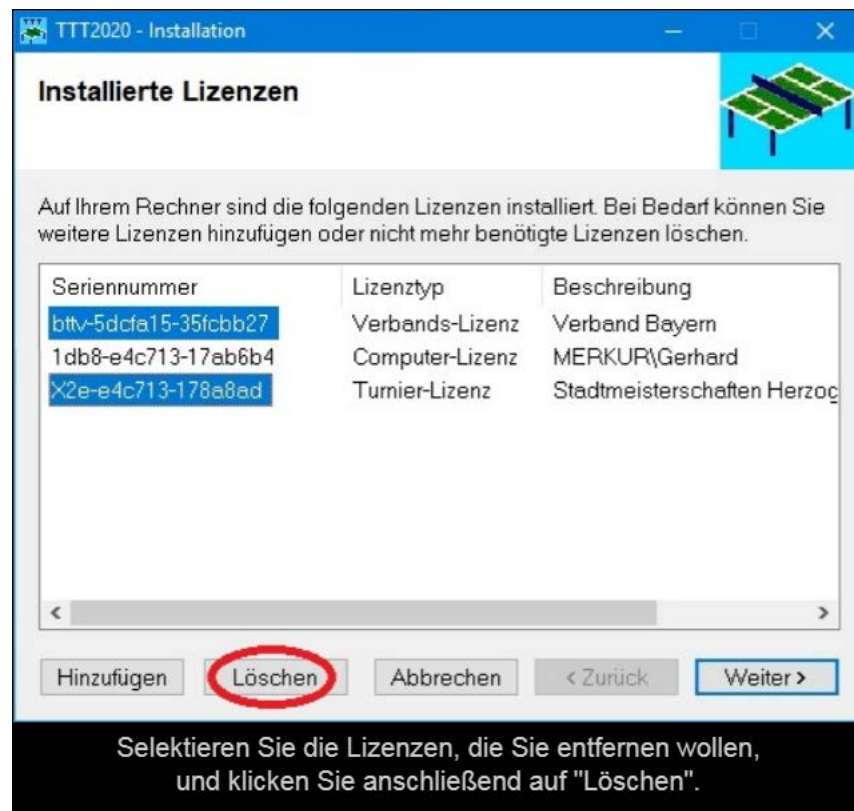 TTT2020 - Installation
Installierte Lizenzen
Auf Ihrem Rechner sind die folgenden Lizenzen installiert. Bei Bedarf können Sie
weitere Lizenzen hinzufügen oder nicht mehr benötigte Lizenzen löschen.
Seriennummer Lizenztyp Beschreibung
bttv-5dcfa15-35fcbb27 Verbands-Lizenz Verband Bayern
1db8-e4c713-17ab6b4 Computer-Lizenz MERKUR\Gerhard
X2e-e4c713-178a8ad Turnier-Lizenz Stadtmeisterschaften Herzog
Hinzufügen Löschen Abbrechen < Zurück Weiter >
Selektieren Sie die Lizenzen, die Sie entfernen wollen,
und klicken Sie anschließend auf "Löschen".